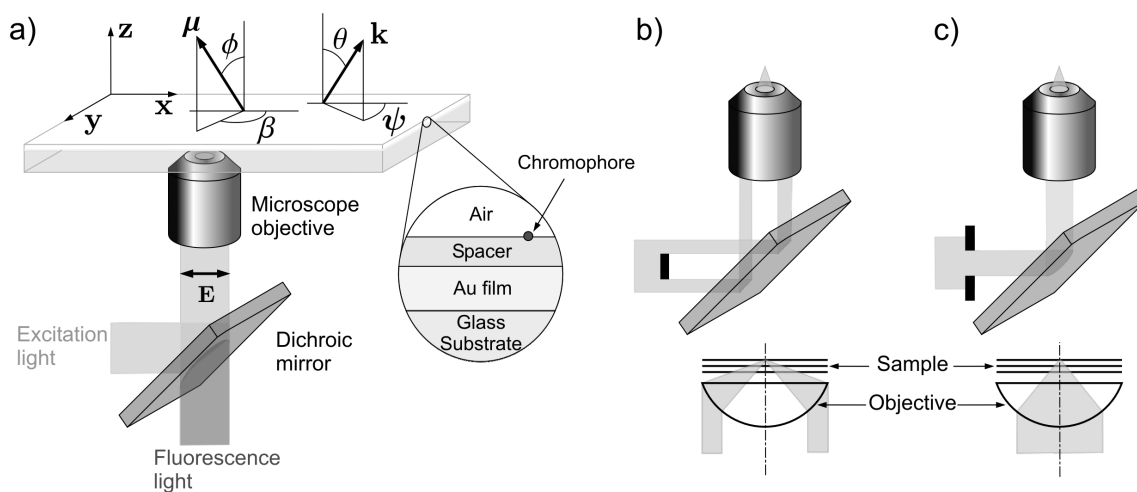 a)
z
μ
ϕ
θ
k
x
y
β
ψ
Chromophore
Air
Spacer
Au film
Glass
Substrate
Microscope
objective
E
Excitation
light
Dichroic
mirror
Fluorescence
light
b)
c)
Sample
Objective